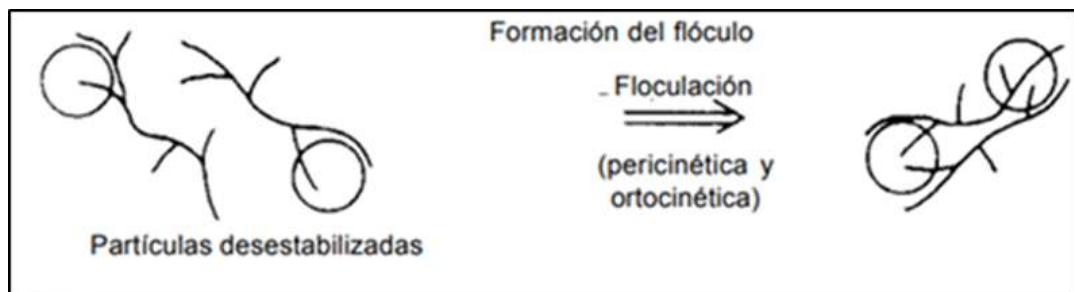 Formación del flóculo
Floculación
(pericinética y
ortocinética)
Partículas desestabilizadas